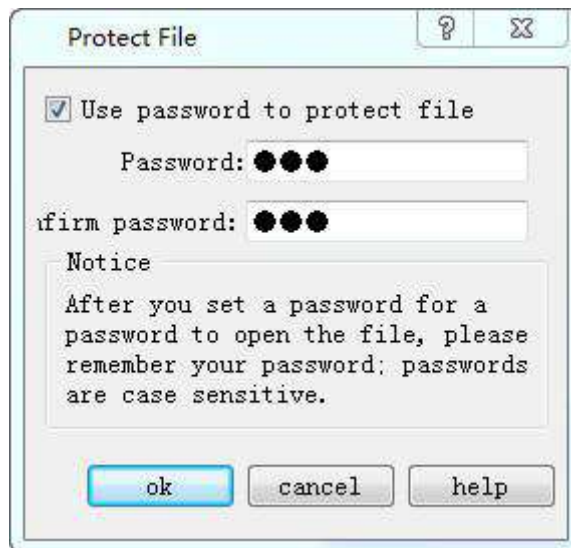 Protect File
Use password to protect file
Password: ●●●
nfirm password: ●●●
Notice
After you set a password for a
password to open the file, please
remember your password; passwords
are case sensitive.
ok cancel help